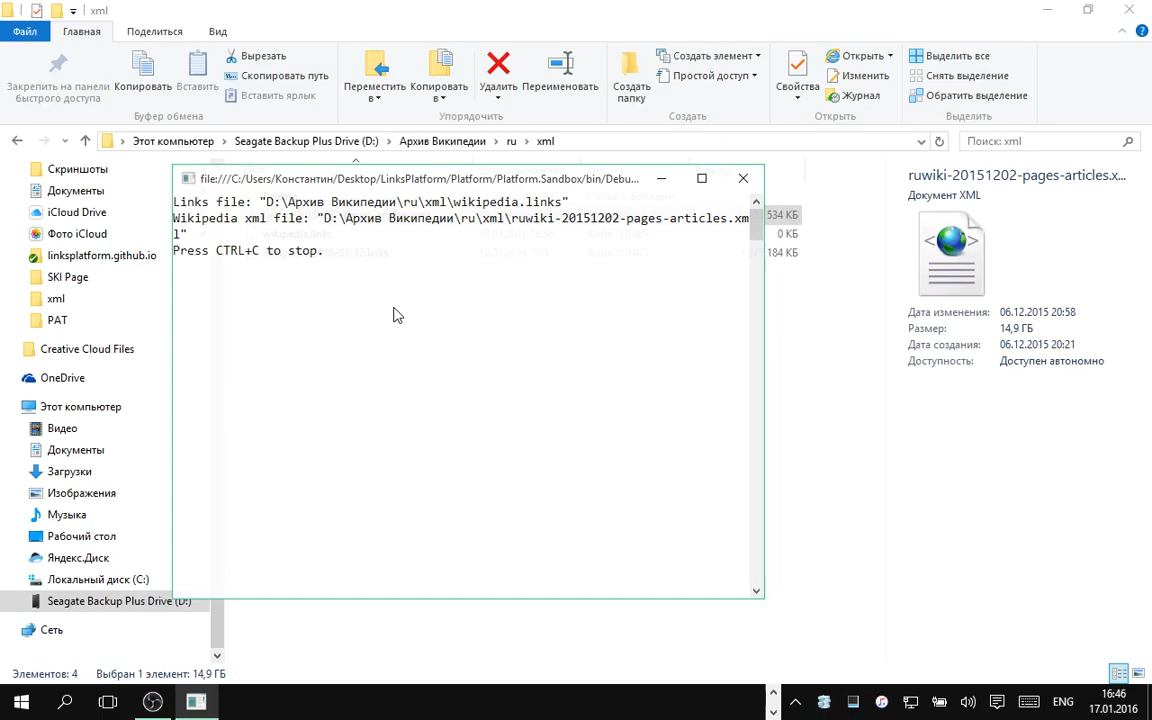 xml
Файл
Главная
Поделиться
Вид
Закрепить на панели быстрого доступа
Копировать
Вставить
Вырезать
Скопировать путь
Вставить ярлык
Буфер обмена
Переместить в
Копировать в
Удалить
Переименовать
Упорядочить
Создать папку
Создать элемент
Простой доступ
Создать
Свойства
Открыть
Изменить
Журнал
Открыть
Выделить все
Снять выделение
Обратить выделение
Выделить
Этот компьютер
Seagate Backup Plus Drive (D:)
Архив Википедии
ru
xml
Поиск: xml
Скриншоты
Документы
iCloud Drive
Фото iCloud
linksplatform.github.io
SKI Page
xml
PAT
Creative Cloud Files
OneDrive
Этот компьютер
Видео
Документы
Загрузки
Изображения
Музыка
Рабочий стол
Яндекс.Диск
Локальный диск (C:)
Seagate Backup Plus Drive (D:)
Сеть
file:///C:/Users/Константин/Desktop/LinksPlatform/Platform/Platform.Sandbox/bin/Debu...
Links file: "D:\Архив Википедии\ru\xml\wikipedia.links"
Wikipedia xml file: "D:\Архив Википедии\ru\xml\ruwiki-20151202-pages-articles.xm
l"
Press CTRL+C to stop.
534 КБ
0 КБ
184 КБ
ruwiki-20151202-pages-articles.x...
Документ XML
Дата изменения: 06.12.2015 20:58
Размер: 14,9 ГБ
Дата создания: 06.12.2015 20:21
Доступность: Доступен автономно
Элементов: 4
Выбран 1 элемент: 14,9 ГБ
ENG
16:46
17.01.2016